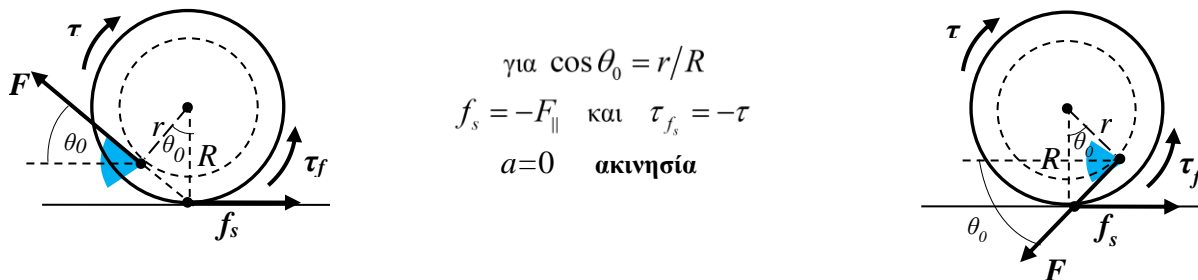 τ
F
θ0
r
θ0
R
τf
fs
για cos θ0 = r/R
fs = −F∥ και τfs = −τ
a=0 ακινησία
τ
r
θ0
R
τf
θ0
fs
F